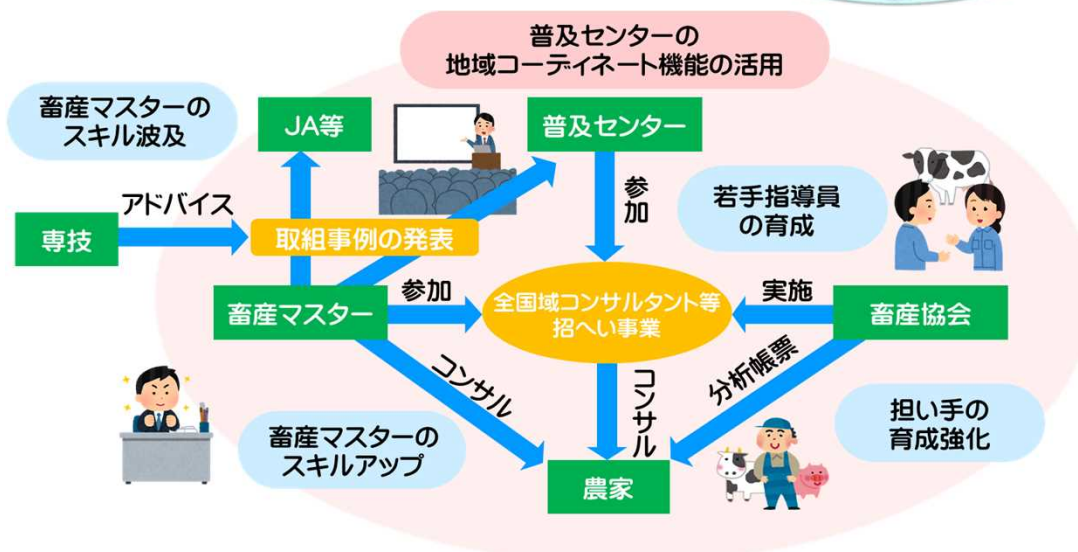 普及センターの
地域コーディネート機能の活用
畜産マスターの
スキル波及
JA等
普及センター
アドバイス
参加
若手指導員
の育成
専技
取組事例の発表
畜産マスター
参加
全国域コンサルタント等
招へい事業
実施
畜産協会
コンサル
コンサル
分析帳票
畜産マスターの
スキルアップ
担い手の
育成強化
農家